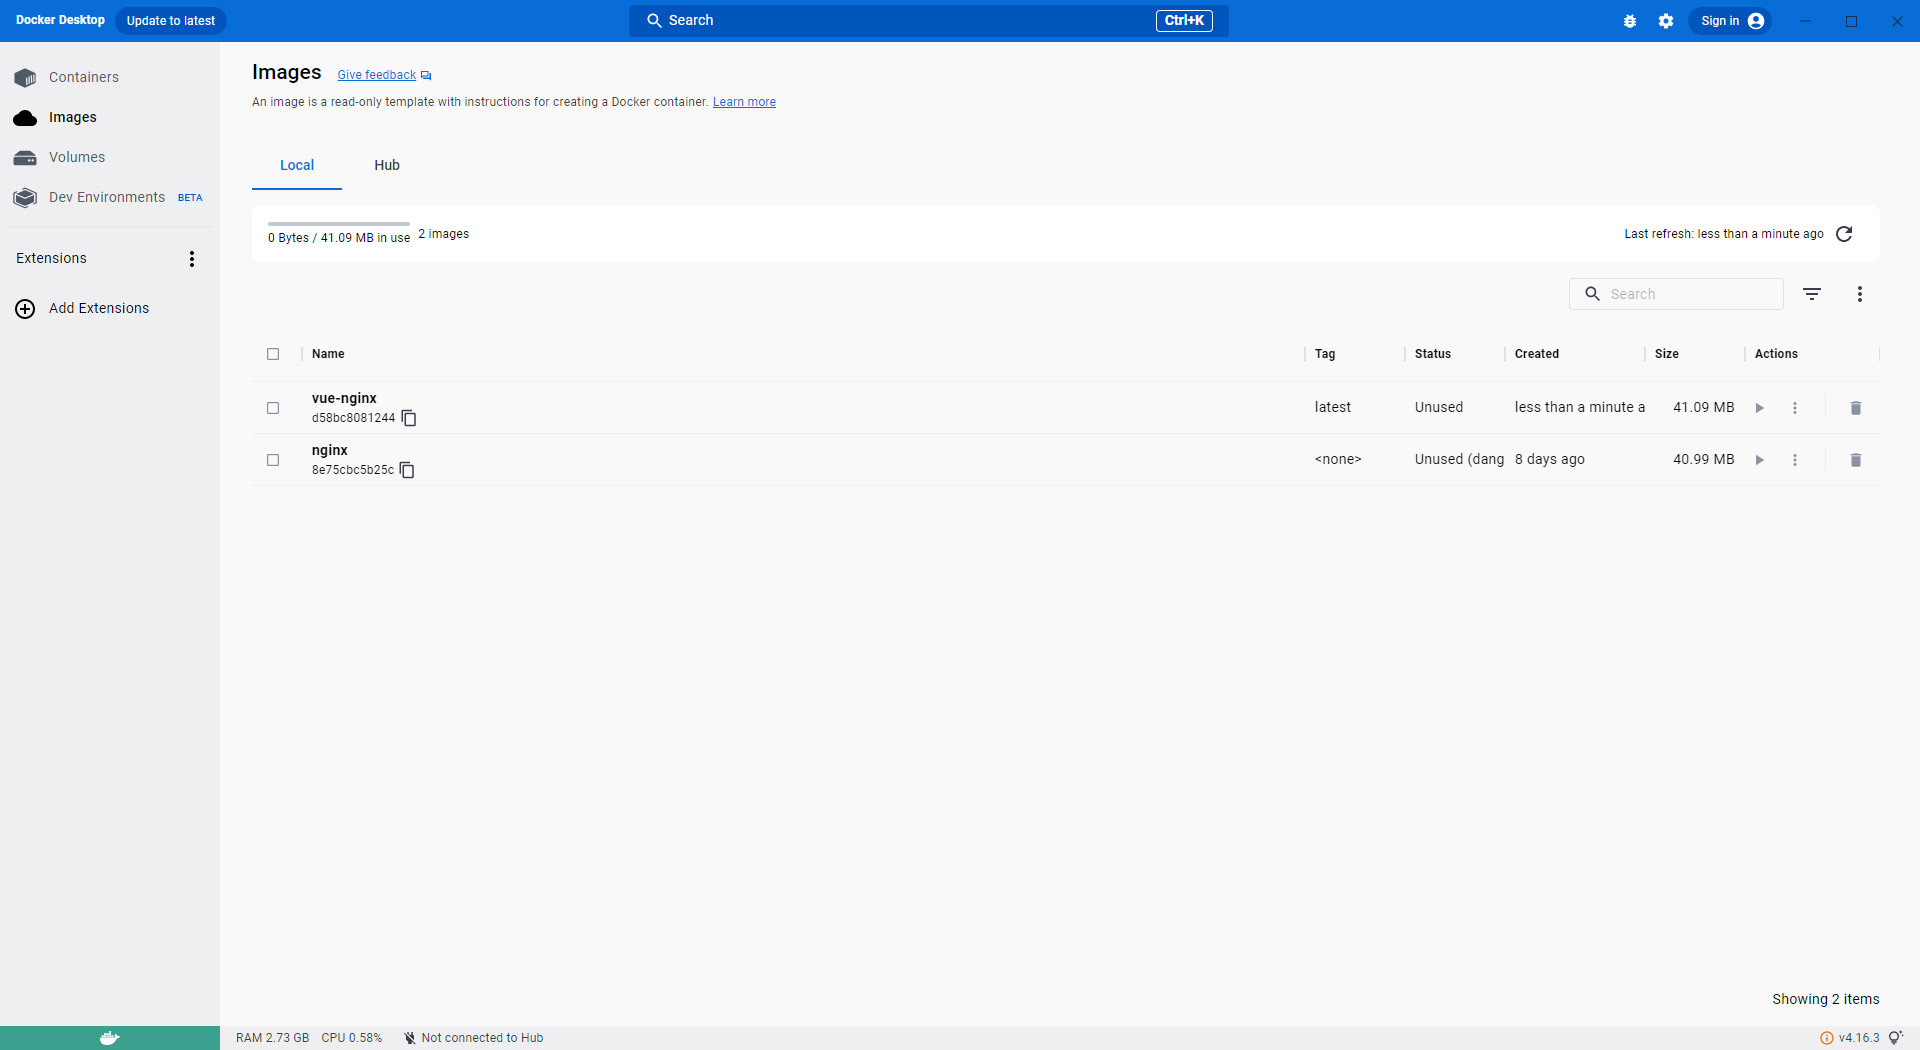 Docker Desktop Update to latest Search Ctrl+K Sign in
Containers
Images
Volumes
Dev Environments BETA
Extensions
Add Extensions
Images Give feedback
An image is a read-only template with instructions for creating a Docker container. Learn more
Local Hub
0 Bytes / 41.09 MB in use 2 images Last refresh: less than a minute ago
Search
Name Tag Status Created Size Actions
vue-nginx
d58bc8081244 latest Unused less than a minute a 41.09 MB
nginx
8e75cbc5b25c <none> Unused (dang 8 days ago 40.99 MB
Showing 2 items
RAM 2.73 GB CPU 0.58% Not connected to Hub v4.16.3